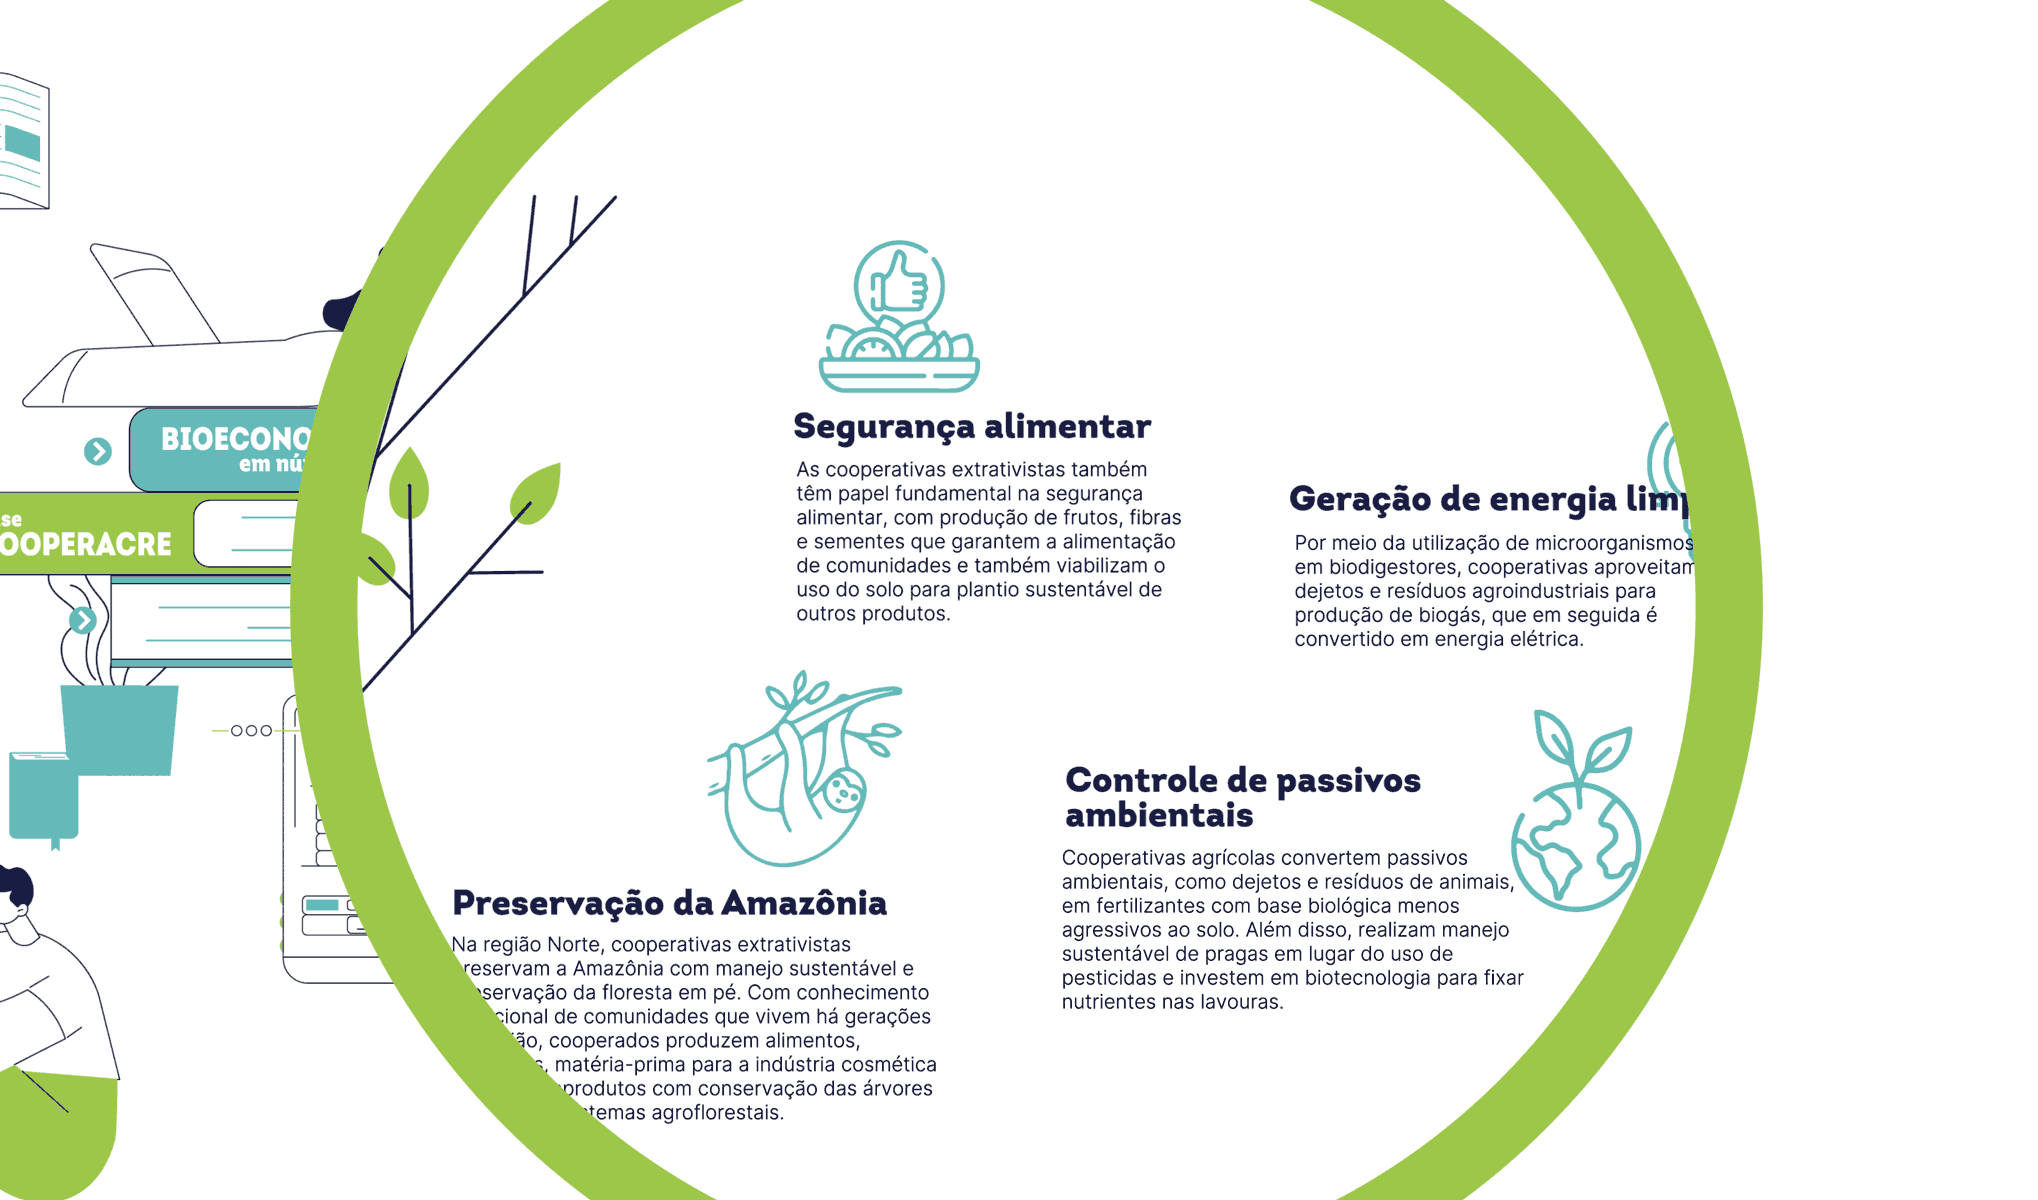 BIOECONO
em nú
se
OOPERACRE
Segurança alimentar
As cooperativas extrativistas também
têm papel fundamental na segurança
alimentar, com produção de frutos, fibras
e sementes que garantem a alimentação
de comunidades e também viabilizam o
uso do solo para plantio sustentável de
outros produtos.
Geração de energia lim
Por meio da utilização de microorganismos
em biodigestores, cooperativas aproveitam
dejetos e resíduos agroindustriais para
produção de biogás, que em seguida é
convertido em energia elétrica.
Preservação da Amazônia
Na região Norte, cooperativas extrativistas
reservam a Amazônia com manejo sustentável e
servação da floresta em pé. Com conhecimento
cional de comunidades que vivem há gerações
ião, cooperados produzem alimentos,
s, matéria-prima para a indústria cosmética
produtos com conservação das árvores
temas agroflorestais.
Controle de passivos
ambientais
Cooperativas agrícolas convertem passivos
ambientais, como dejetos e resíduos de animais,
em fertilizantes com base biológica menos
agressivos ao solo. Além disso, realizam manejo
sustentável de pragas em lugar do uso de
pesticidas e investem em biotecnologia para fixar
nutrientes nas lavouras.